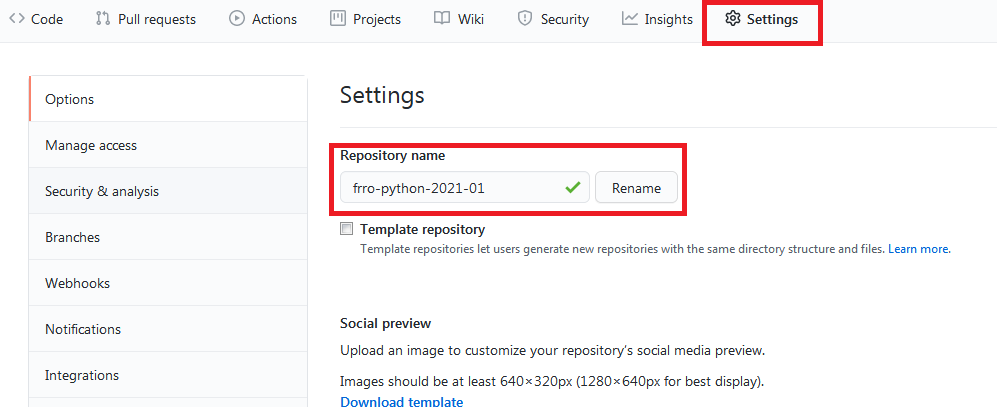 Code Pull requests Actions Projects Wiki Security Insights Settings
Options
Manage access
Security & analysis
Branches
Webhooks
Notifications
Integrations
Settings
Repository name
frro-python-2021-01 Rename
Template repository
Template repositories let users generate new repositories with the same directory structure and files. Learn more.
Social preview
Upload an image to customize your repository's social media preview.
Images should be at least 640×320px (1280×640px for best display).
Download template